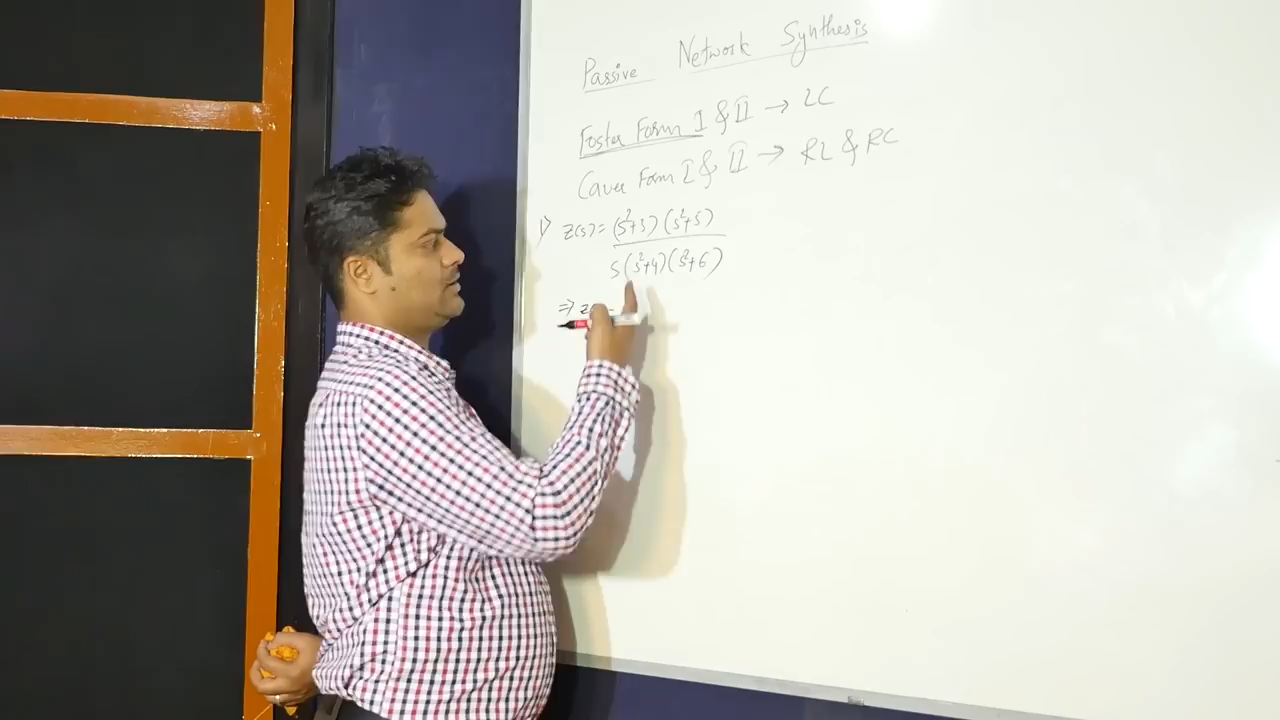 Passive Network Synthesis
Foster Form I & II → LC
Cauer Form I & II → RL & RC
1) Z(s) = (s²+3)(s²+5)
s(s²+4)(s²+6)
⇒ Z